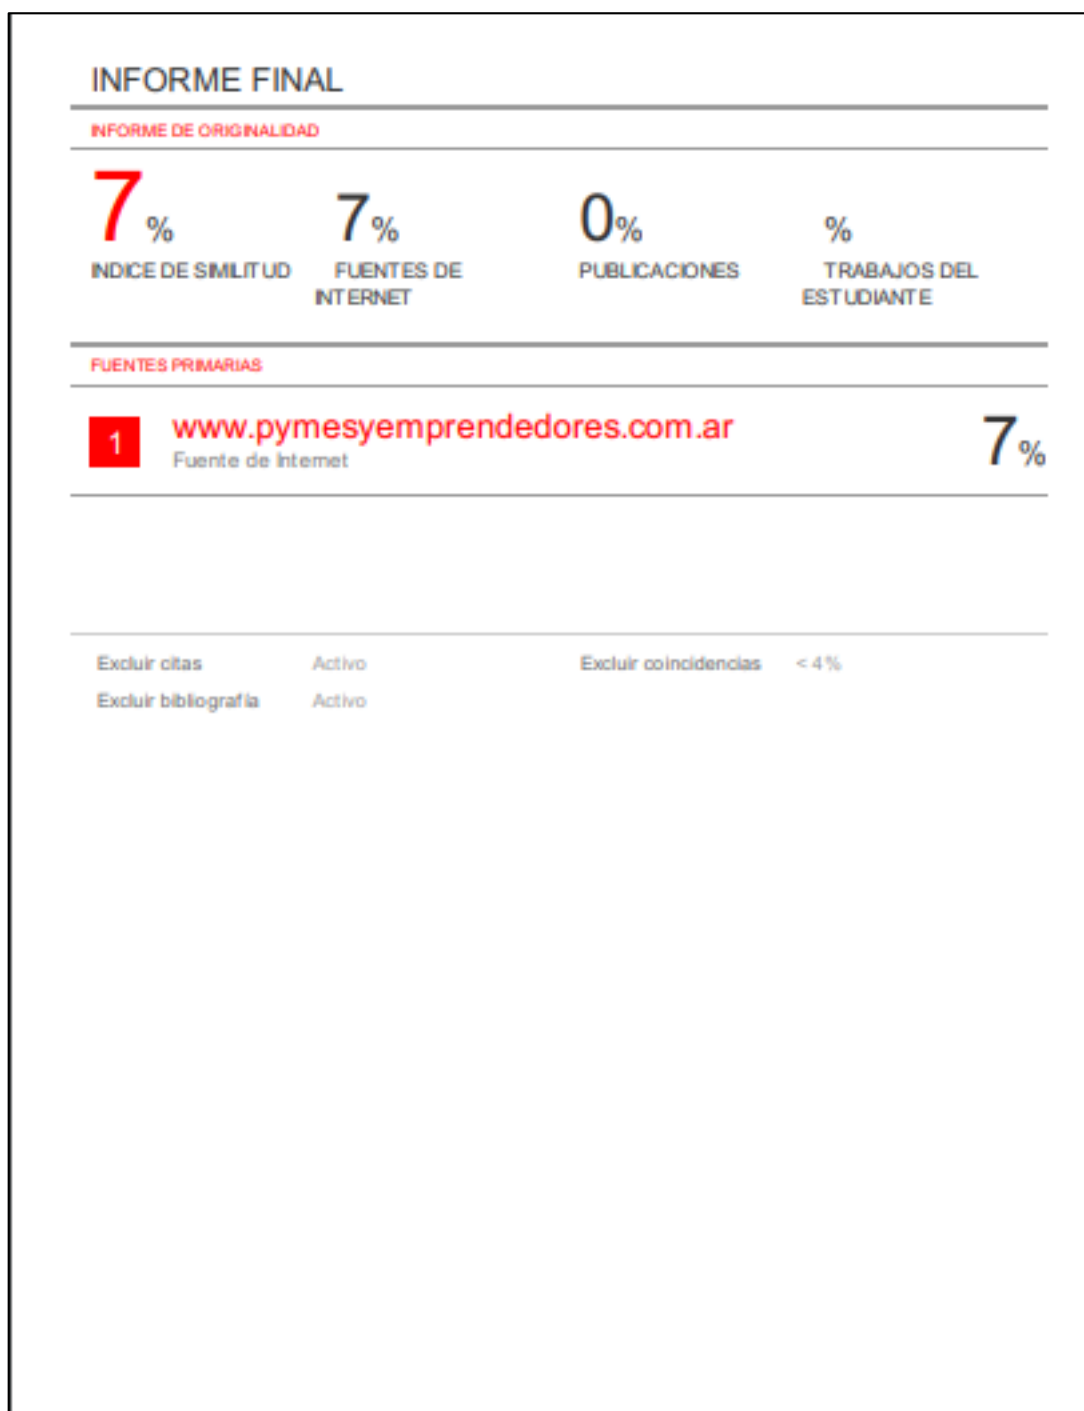 INFORME FINAL
INFORME DE ORIGINALIDAD
7% 7% 0% %
INDICE DE SIMILITUD FUENTES DE INTERNET PUBLICACIONES TRABAJOS DEL ESTUDIANTE
FUENTES PRIMARIAS
1 www.pymesyemprendedores.com.ar 7%
Fuente de Internet
Excluir citas Activo Excluir coincidencias < 4%
Excluir bibliografía Activo